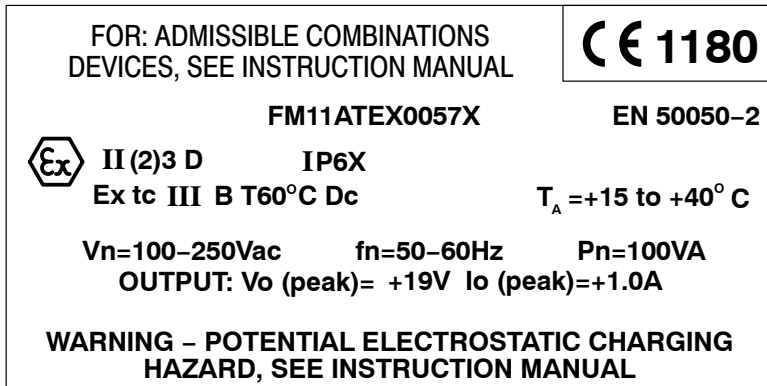 FOR: ADMISSIBLE COMBINATIONS
DEVICES, SEE INSTRUCTION MANUAL
CE 1180
FM11ATEX0057X EN 50050–2
Ex II (2)3 D IP6X
Ex tc III B T60°C Dc TA =+15 to +40° C
Vn=100–250Vac fn=50–60Hz Pn=100VA
OUTPUT: Vo (peak)= +19V Io (peak)=+1.0A
WARNING – POTENTIAL ELECTROSTATIC CHARGING
HAZARD, SEE INSTRUCTION MANUAL